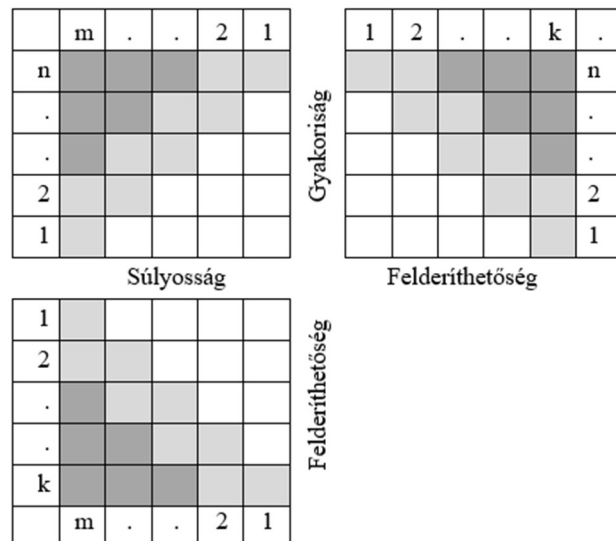 m . . 2 1
n
.
.
2
1
Gyakoriság
1 2 . . k .
n
.
.
2
1
Súlyosság
Felderíthetőség
1
2
.
.
k
m . . 2 1
Felderíthetőség